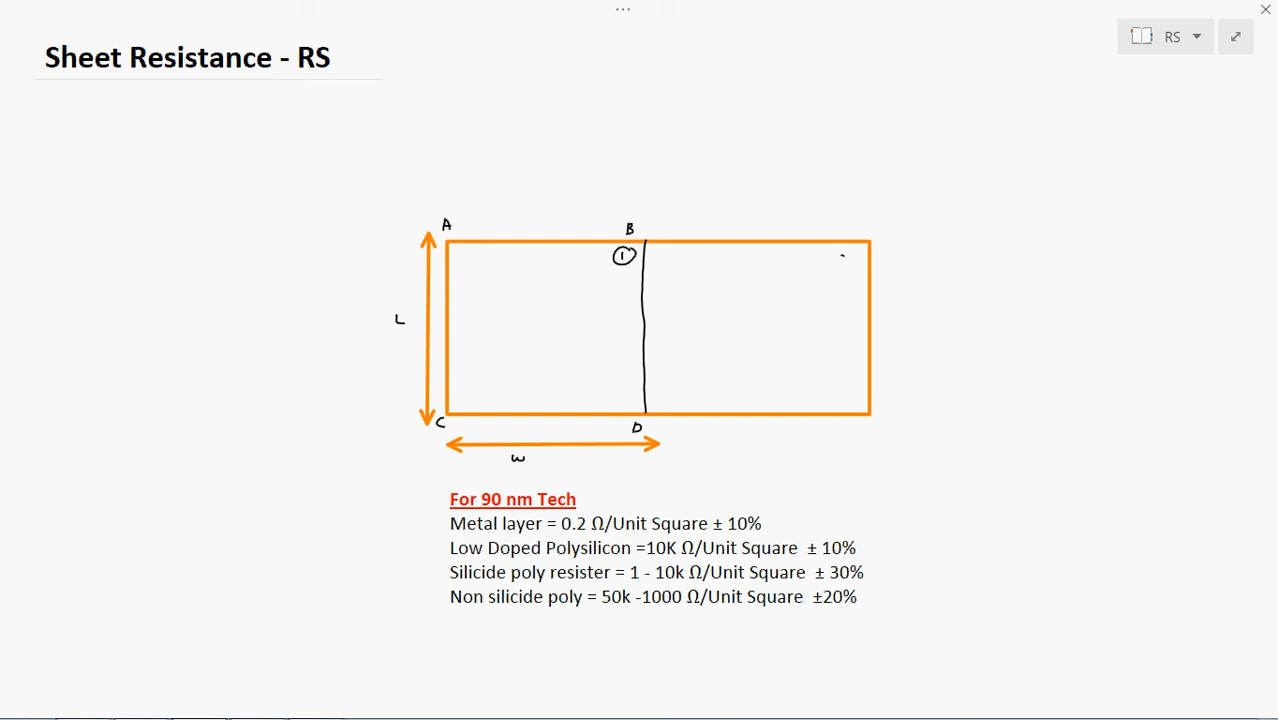 ...
RS
Sheet Resistance - RS
A
B
1
L
C
D
w
For 90 nm Tech
Metal layer = 0.2 Ω/Unit Square ± 10%
Low Doped Polysilicon =10K Ω/Unit Square ± 10%
Silicide poly resister = 1 - 10k Ω/Unit Square ± 30%
Non silicide poly = 50k -1000 Ω/Unit Square ±20%